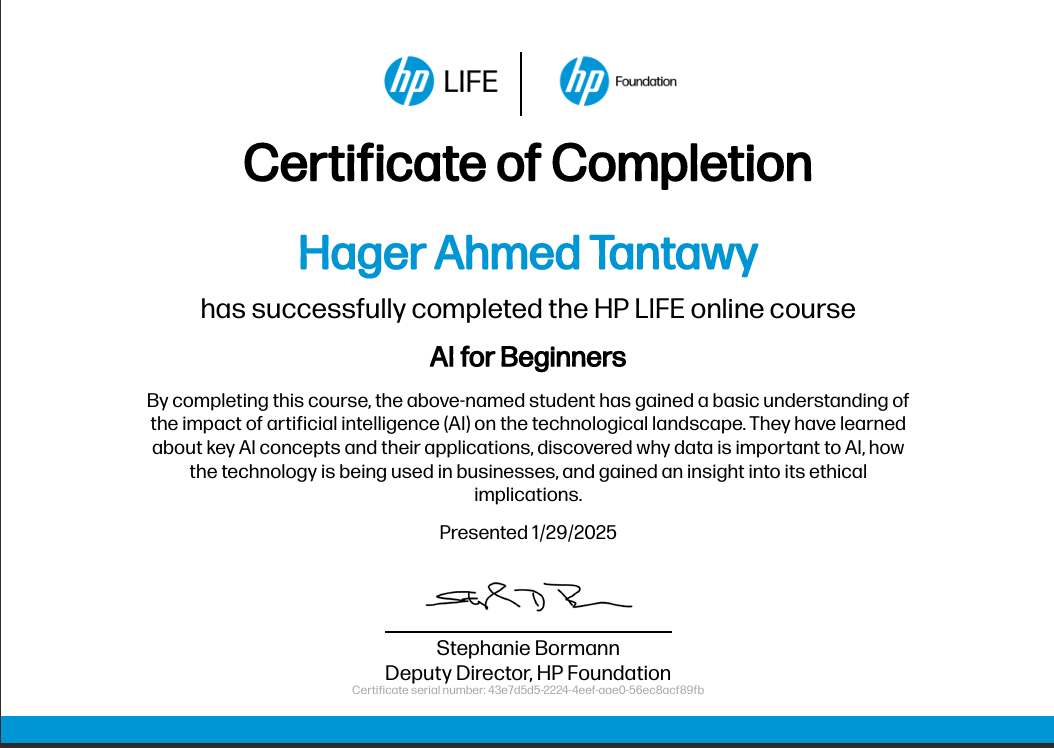 hp LIFE hp Foundation
Certificate of Completion
Hager Ahmed Tantawy
has successfully completed the HP LIFE online course
AI for Beginners
By completing this course, the above-named student has gained a basic understanding of
the impact of artificial intelligence (AI) on the technological landscape. They have learned
about key AI concepts and their applications, discovered why data is important to AI, how
the technology is being used in businesses, and gained an insight into its ethical
implications.
Presented 1/29/2025
Stephanie Bormann
Deputy Director, HP Foundation
Certificate serial number: 43e7d5d5-2224-4eef-aae0-56ec8acf89fb